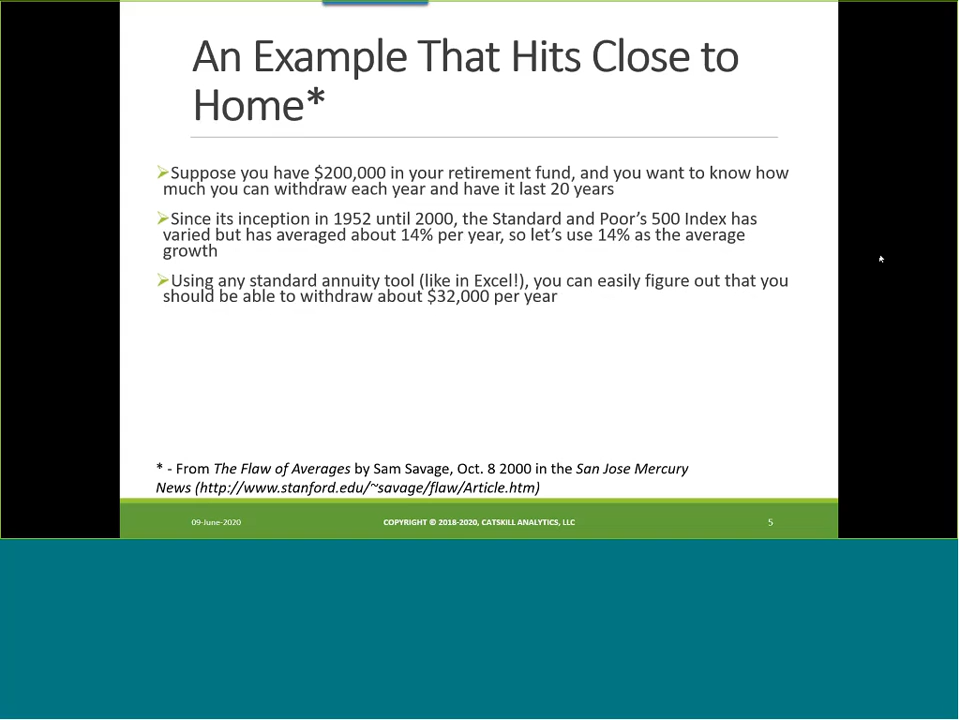 An Example That Hits Close to
Home*
➢Suppose you have $200,000 in your retirement fund, and you want to know how
much you can withdraw each year and have it last 20 years
➢Since its inception in 1952 until 2000, the Standard and Poor's 500 Index has
varied but has averaged about 14% per year, so let's use 14% as the average
growth
➢Using any standard annuity tool (like in Excel!), you can easily figure out that you
should be able to withdraw about $32,000 per year
* - From The Flaw of Averages by Sam Savage, Oct. 8 2000 in the San Jose Mercury
News (http://www.stanford.edu/~savage/flaw/Article.htm)
09-June-2020 COPYRIGHT © 2018-2020, CATSKILL ANALYTICS, LLC 5